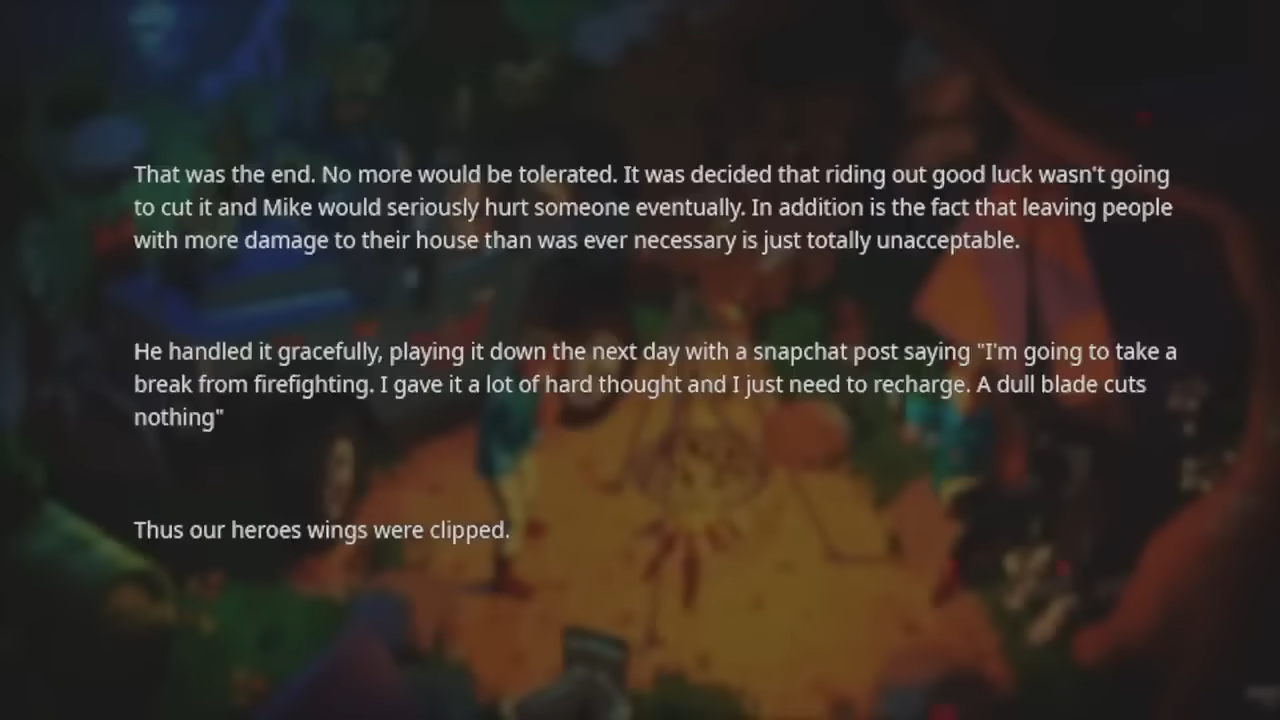 That was the end. No more would be tolerated. It was decided that riding out good luck wasn't going
to cut it and Mike would seriously hurt someone eventually. In addition is the fact that leaving people
with more damage to their house than was ever necessary is just totally unacceptable.
He handled it gracefully, playing it down the next day with a snapchat post saying "I'm going to take a
break from firefighting. I gave it a lot of hard thought and I just need to recharge. A dull blade cuts
nothing"
Thus our heroes wings were clipped.